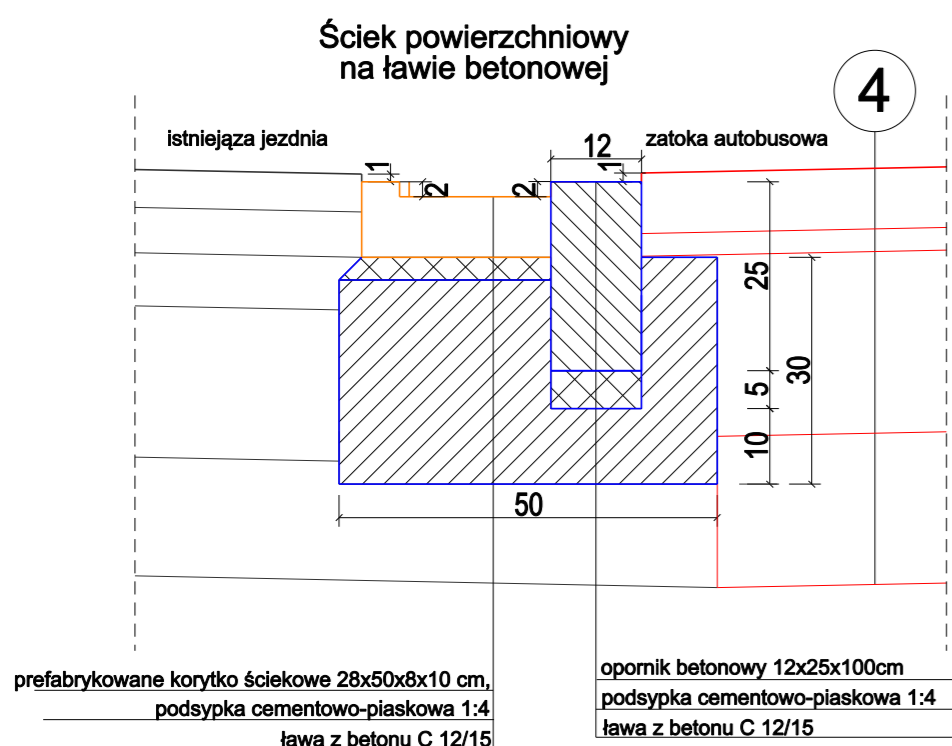 Ściek powierzchniowy
na ławie betonowej
4
istniejąza jezdnia
zatoka autobusowa
12
1
1
2
2
25
30
5
10
50
prefabrykowane korytko ściekowe 28x50x8x10 cm,
podsypka cementowo-piaskowa 1:4
ława z betonu C 12/15
opornik betonowy 12x25x100cm
podsypka cementowo-piaskowa 1:4
ława z betonu C 12/15